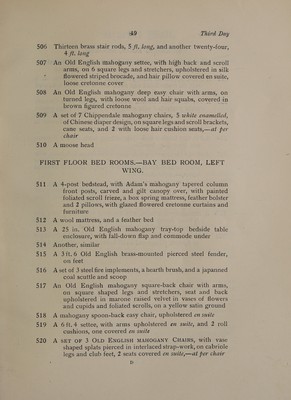 49
Third Day
506 Thirteen brass stair rods, 5 ft. long, and another twenty-four,
4 ft. long
507 An Old English mahogany settee, with high back and scroll
arms, on 6 square legs and stretchers, upholstered in silk
flowered striped brocade, and hair pillow covered en suite,
loose cretonne cover
508 An Old English mahogany deep easy chair with arms, on
turned legs, with loose wool and hair squabs, covered in
brown figured cretonne
509 A set of 7 Chippendale mahogany chairs, 5 white enamelled,
of Chinese diaper design, on square legs and scroll brackets,
cane seats, and 2 with loose hair cushion seats,—at per
chair
510 A moose head
FIRST FLOOR BED ROOMS.—BAY BED ROOM, LEFT
WING.
511 A 4-post bedstead, with Adam's mahogany tapered column
front posts, carved and gilt canopy over, with painted
foliated scroll frieze, a box spring mattress, feather bolster
and 2 pillows, with glazed flowered cretonne curtains and
furniture
512 A wool mattress, and a feather bed
513 A 25 in. Old English mahogany tray-top bedside table
enclosure, with fall-down flap and commode under
514 Another, similar
515 A 3 ft. 6 Old English brass-mounted pierced steel fender,
on feet
516 A set of 3 steel fire implements, a hearth brush, and a japanned
coal scuttle and scoop
517 An Old English mahogany square-back chair with arms,
on square shaped legs and stretchers, seat and back
upholstered in maroon raised velvet in vases of flowers
and cupids and foliated scrolls, on a yellow satin ground
518 A mahogany spoon-back easy chair, upholstered en suite
519 A 6 ft. 4 settee, with arms upholstered en suite, and 2 roll
cushions, one covered en suite
520 A set of 3 Old English mahogany Chairs, with vase
shaped splats pierced in interlaced strap-work, on cabriole
legs and club feet, 2 seats covered en suite,—at per chair